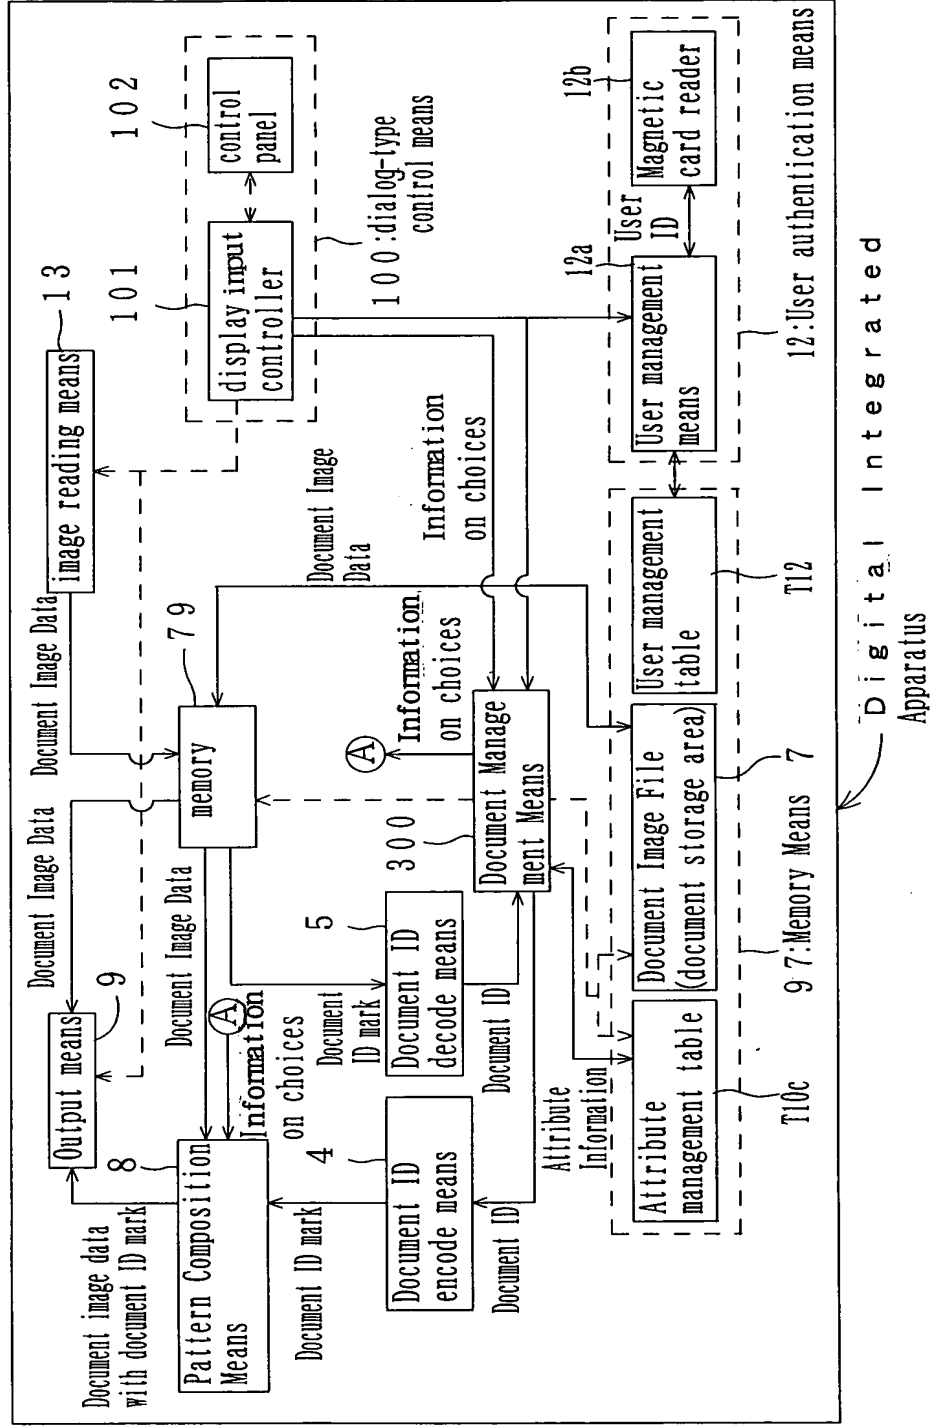 Document image data
with document ID mark
Output means
9
Document Image Data
Document Image Data
image reading means
13
8
Pattern Composition
Means
Document Image Data
A
Information
on choices
memory
79
101
display input
controller
102
control
panel
100:dialog-type
control means
Document ID mark
4
Document ID
encode means
Document ID
Document
ID mark
5
Document ID
decode means
Document ID
300
Document Manage
ment Means
A
Information
on choices
Document Image
Data
Information
on choices
Attribute
Information
Attribute
management table
T10c
Document Image File
(document storage area)
7
User management
table
T12
97:Memory Means
12a
User management
means
User
ID
12b
Magnetic
card reader
12:User authentication means
Digital Integrated
Apparatus